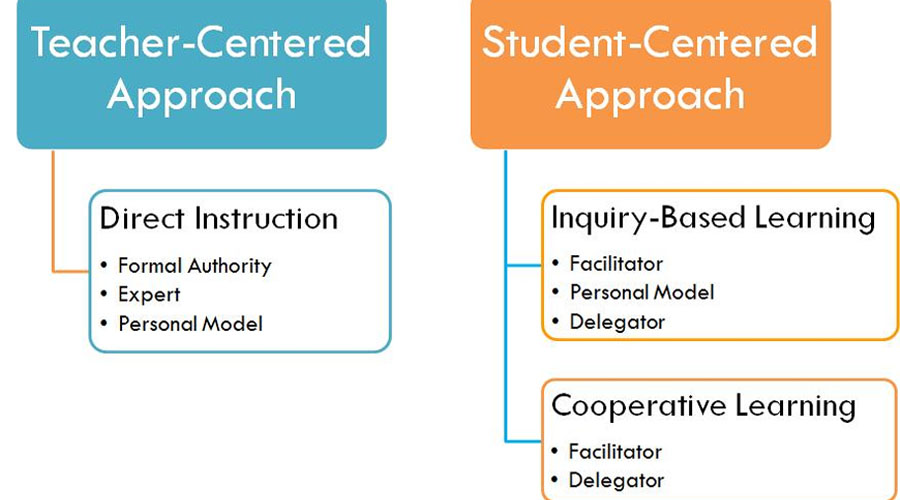 Teacher-Centered
Approach
Direct Instruction
• Formal Authority
• Expert
• Personal Model
Student-Centered
Approach
Inquiry-Based Learning
• Facilitator
• Personal Model
• Delegator
Cooperative Learning
• Facilitator
• Delegator